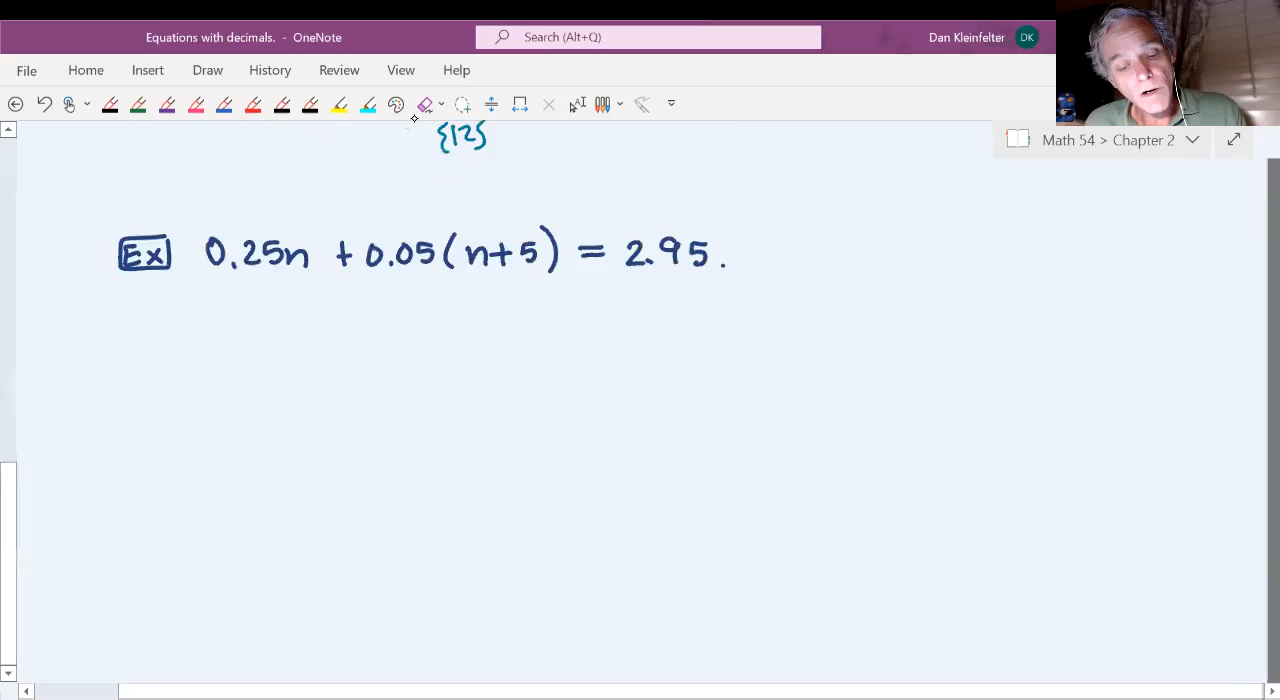 Equations with decimals. - OneNote
Search (Alt+Q)
Dan Kleinfelter DK
File Home Insert Draw History Review View Help
Math 54 > Chapter 2
{12}
Ex 0.25n + 0.05(n+5) = 2.95.